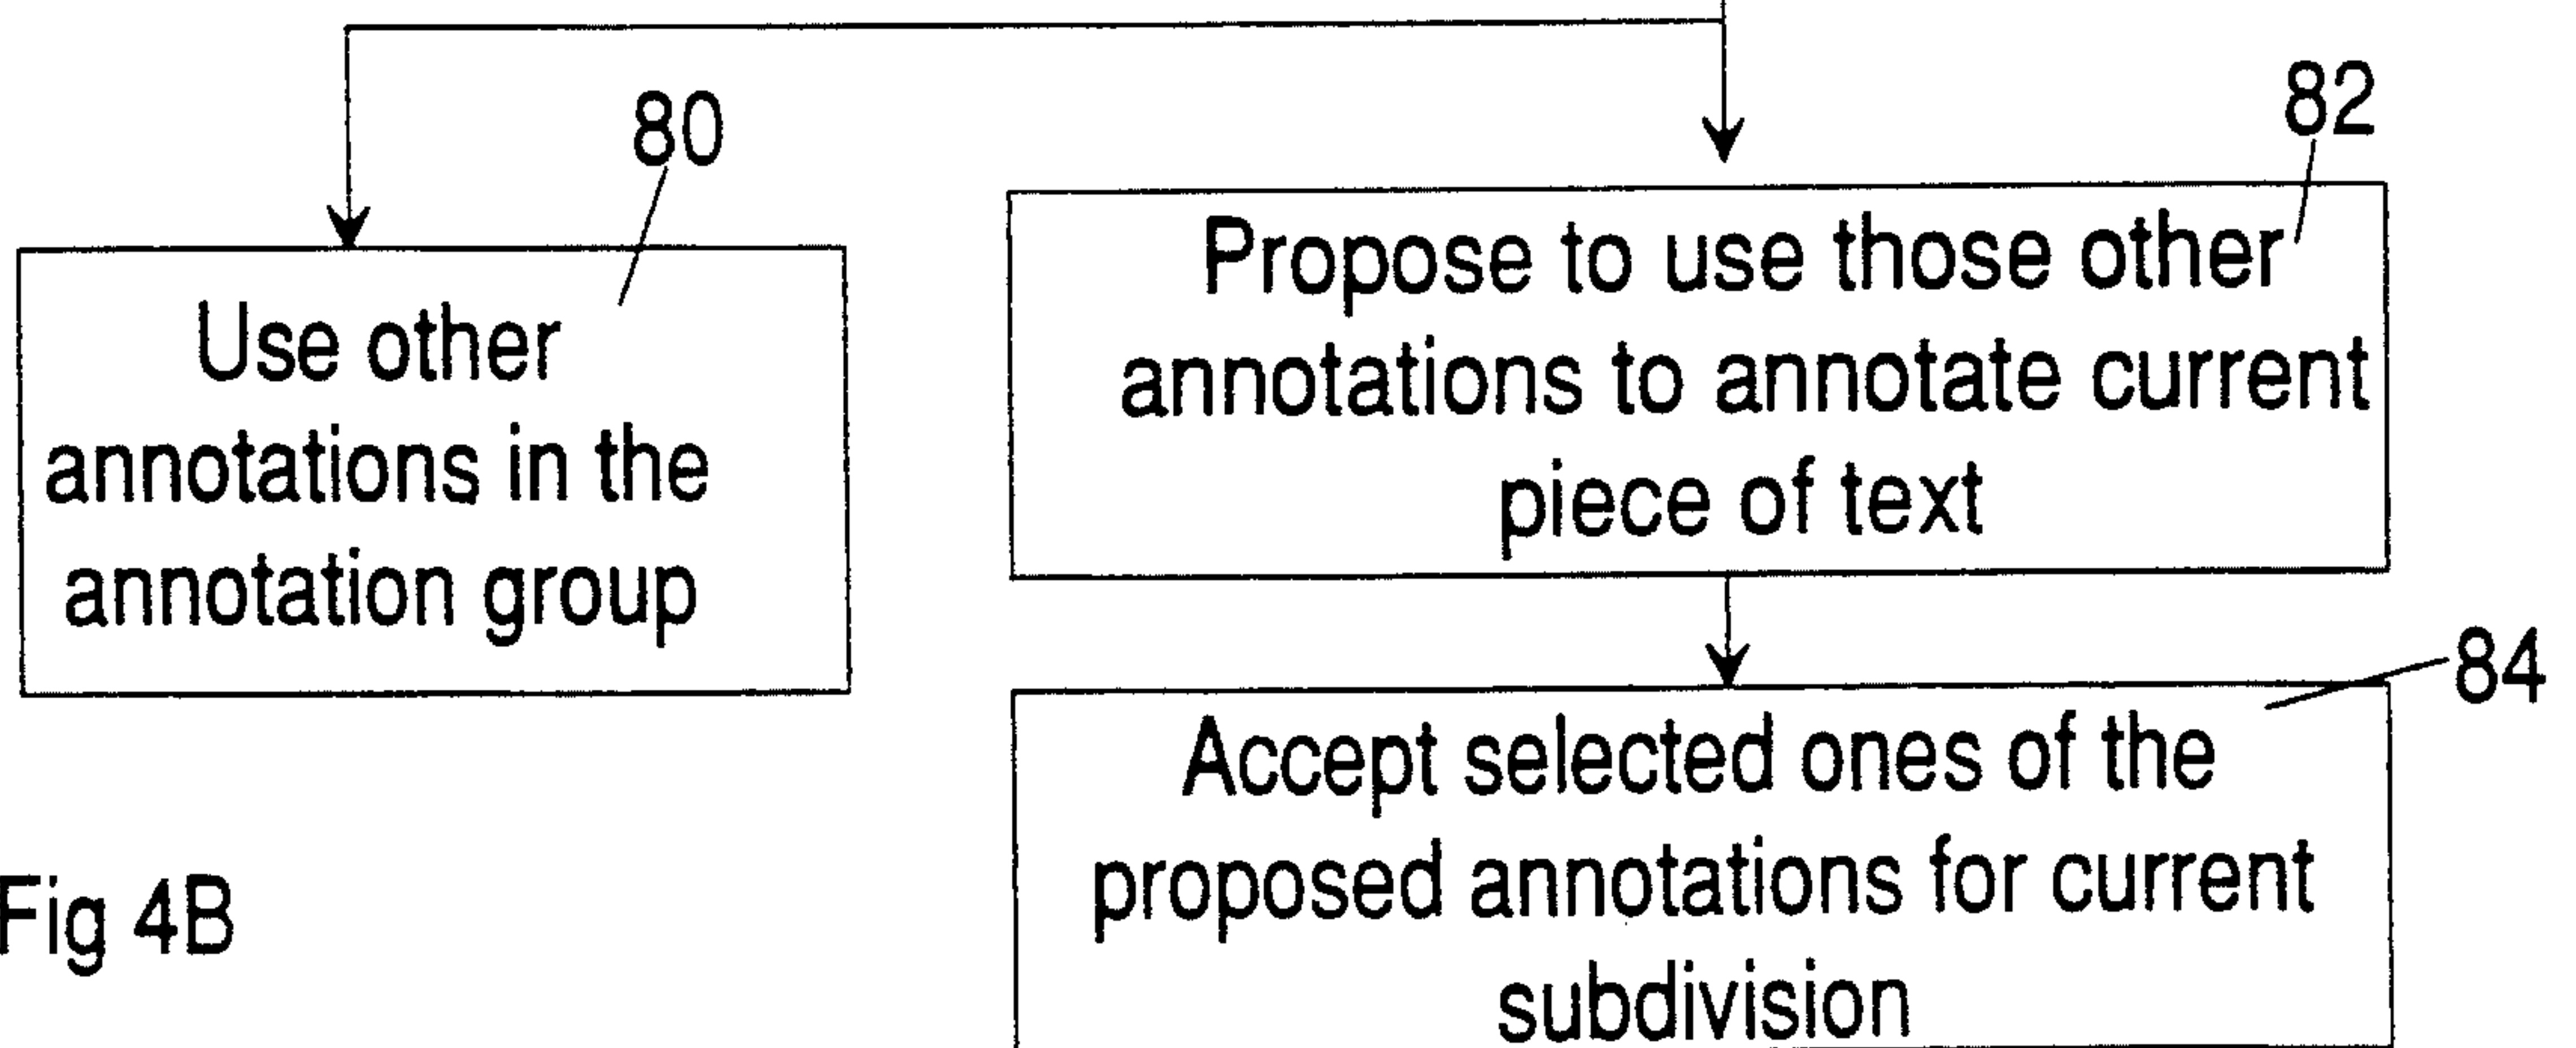 80
Use other
annotations in the
annotation group
82
Propose to use those other
annotations to annotate current
piece of text
84
Accept selected ones of the
proposed annotations for current
subdivision
Fig 4B